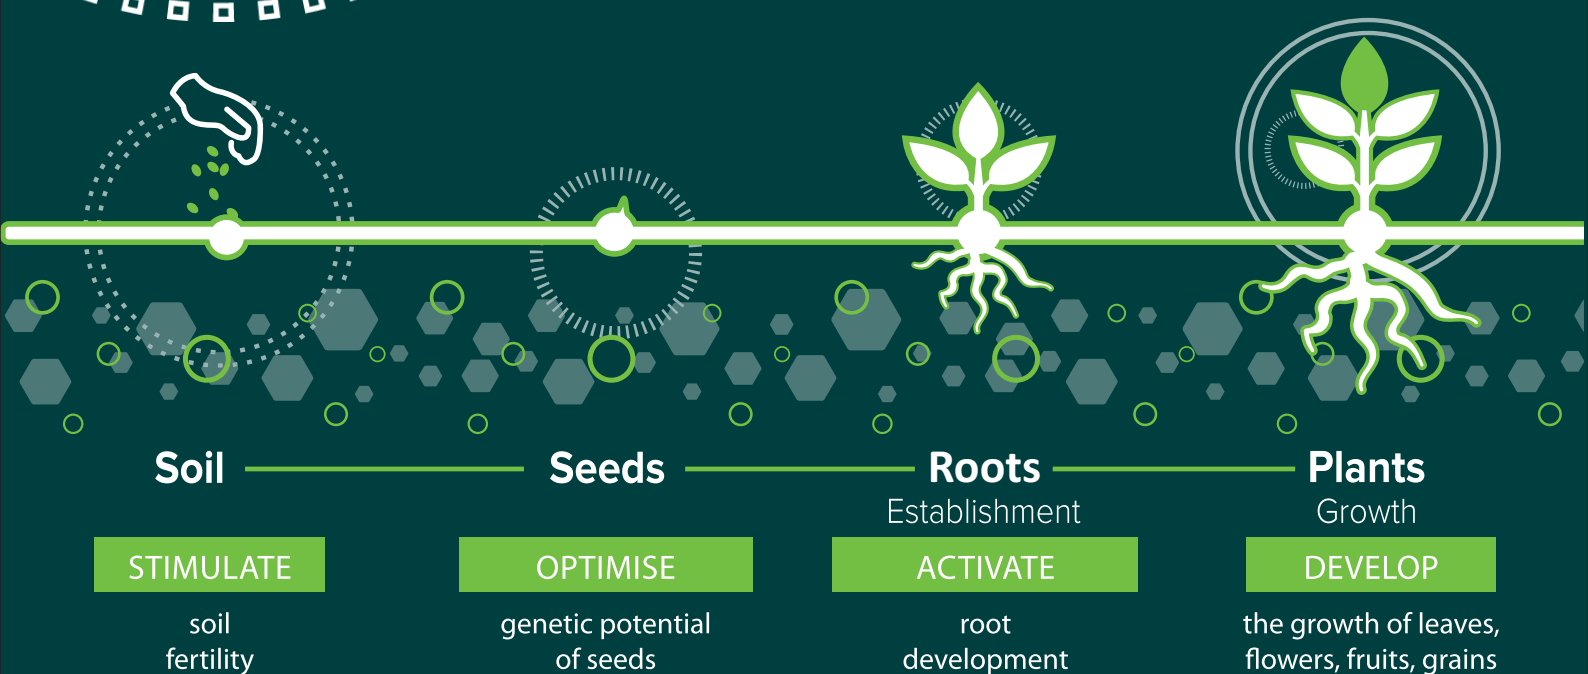 Soil Seeds Roots Plants
Establishment Growth
STIMULATE OPTIMISE ACTIVATE DEVELOP
soil genetic potential root the growth of leaves,
fertility of seeds development flowers, fruits, grains